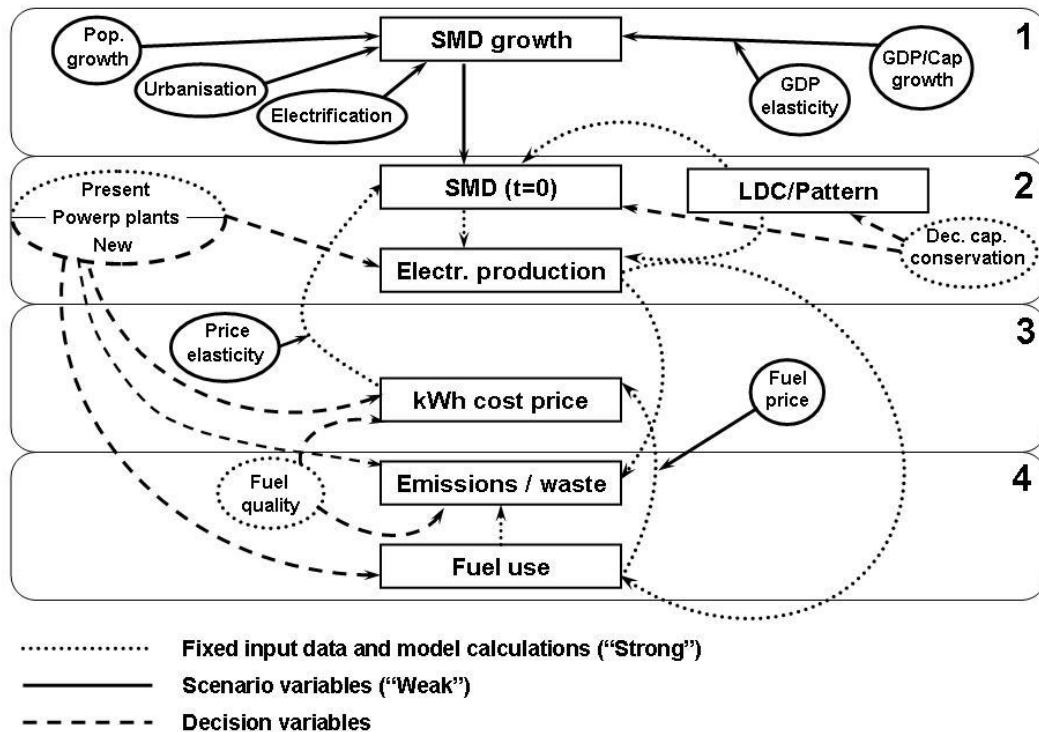 Pop.
growth
SMD growth
1
GDP/Cap
growth
Urbanisation
GDP
elasticity
Electrification
Present
Powerp plants
New
SMD (t=0)
LDC/Pattern
2
Electr. production
Dec. cap.
conservation
Price
elasticity
3
kWh cost price
Fuel
price
Fuel
quality
Emissions / waste
4
Fuel use
Fixed input data and model calculations (“Strong”)
Scenario variables (“Weak”)
Decision variables